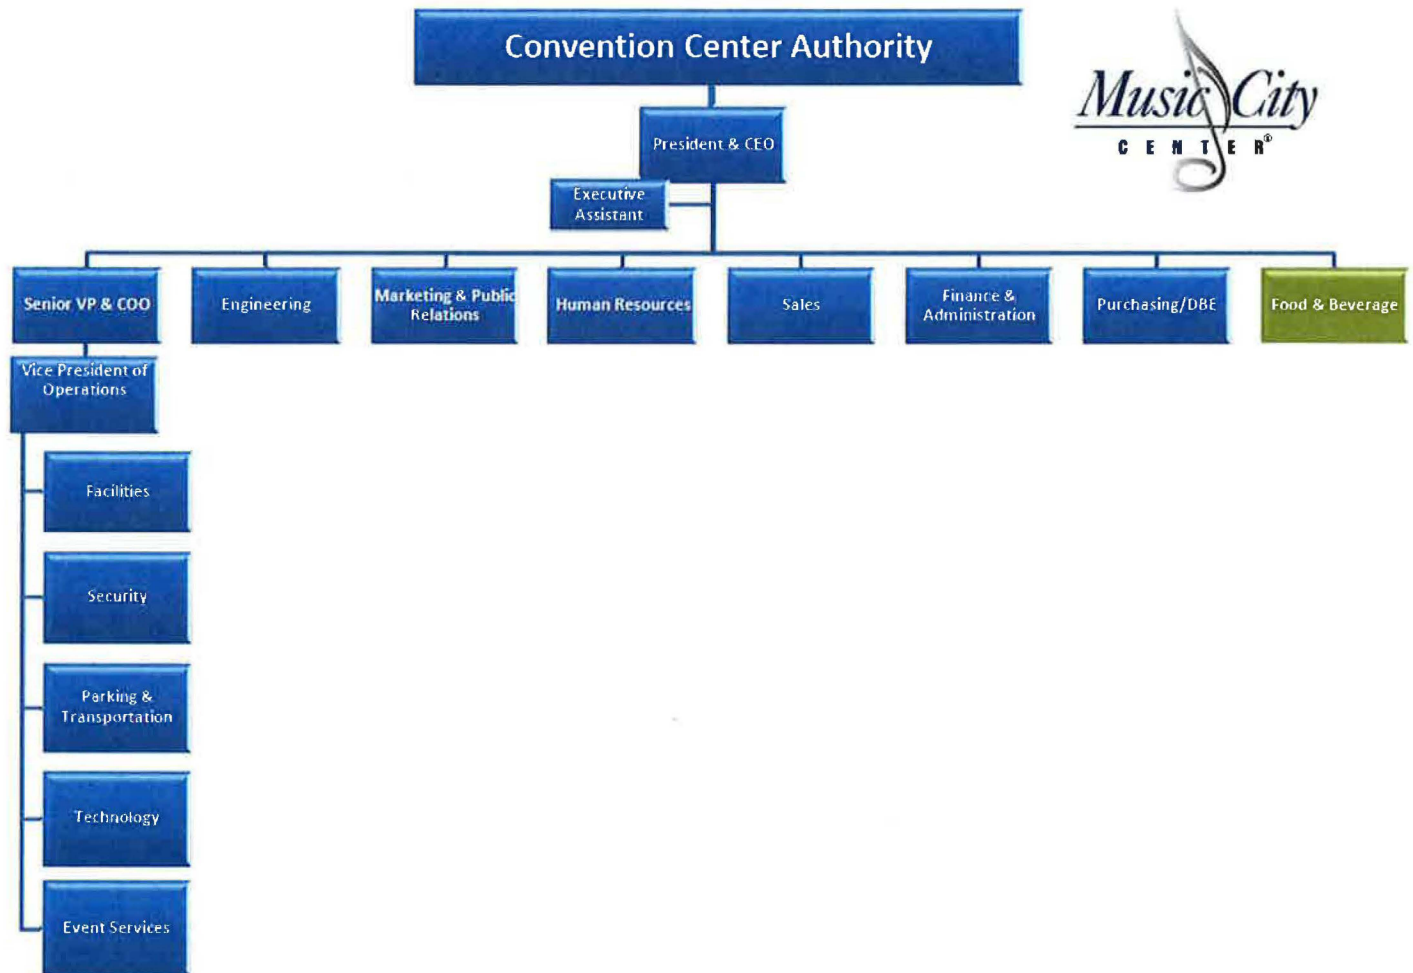 Convention Center Authority
Music City
CENTER®
President & CEO
Executive
Assistant
Senior VP & COO
Engineering
Marketing & Public
Relations
Human Resources
Sales
Finance &
Administration
Purchasing/DBE
Food & Beverage
Vice President of
Operations
Facilities
Security
Parking &
Transportation
Technology
Event Services